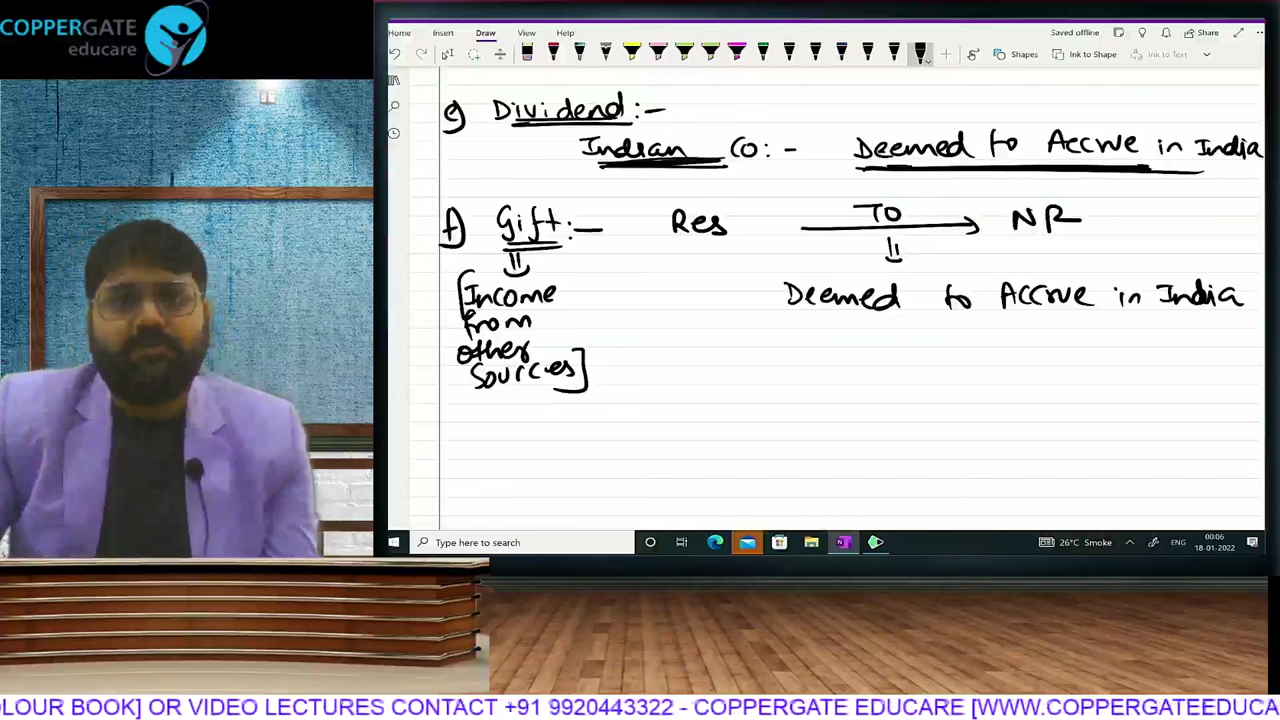 COPPERGATE
educare
Home Insert Draw View Help
Saved offline
Share
Shapes
Ink to Shape
Ink to Text
g) Dividend:-
Indian Co:- Deemed to Accrue in India
f) Gift:- Res TO NR
[Income from other sources]
Deemed to Accrue in India
Type here to search
26°C Smoke
ENG
00:06
18-01-2022
OLOUR BOOK] OR VIDEO LECTURES CONTACT +91 9920443322 - COPPERGATE EDUCARE [WWW.COPPERGATEEDUCA